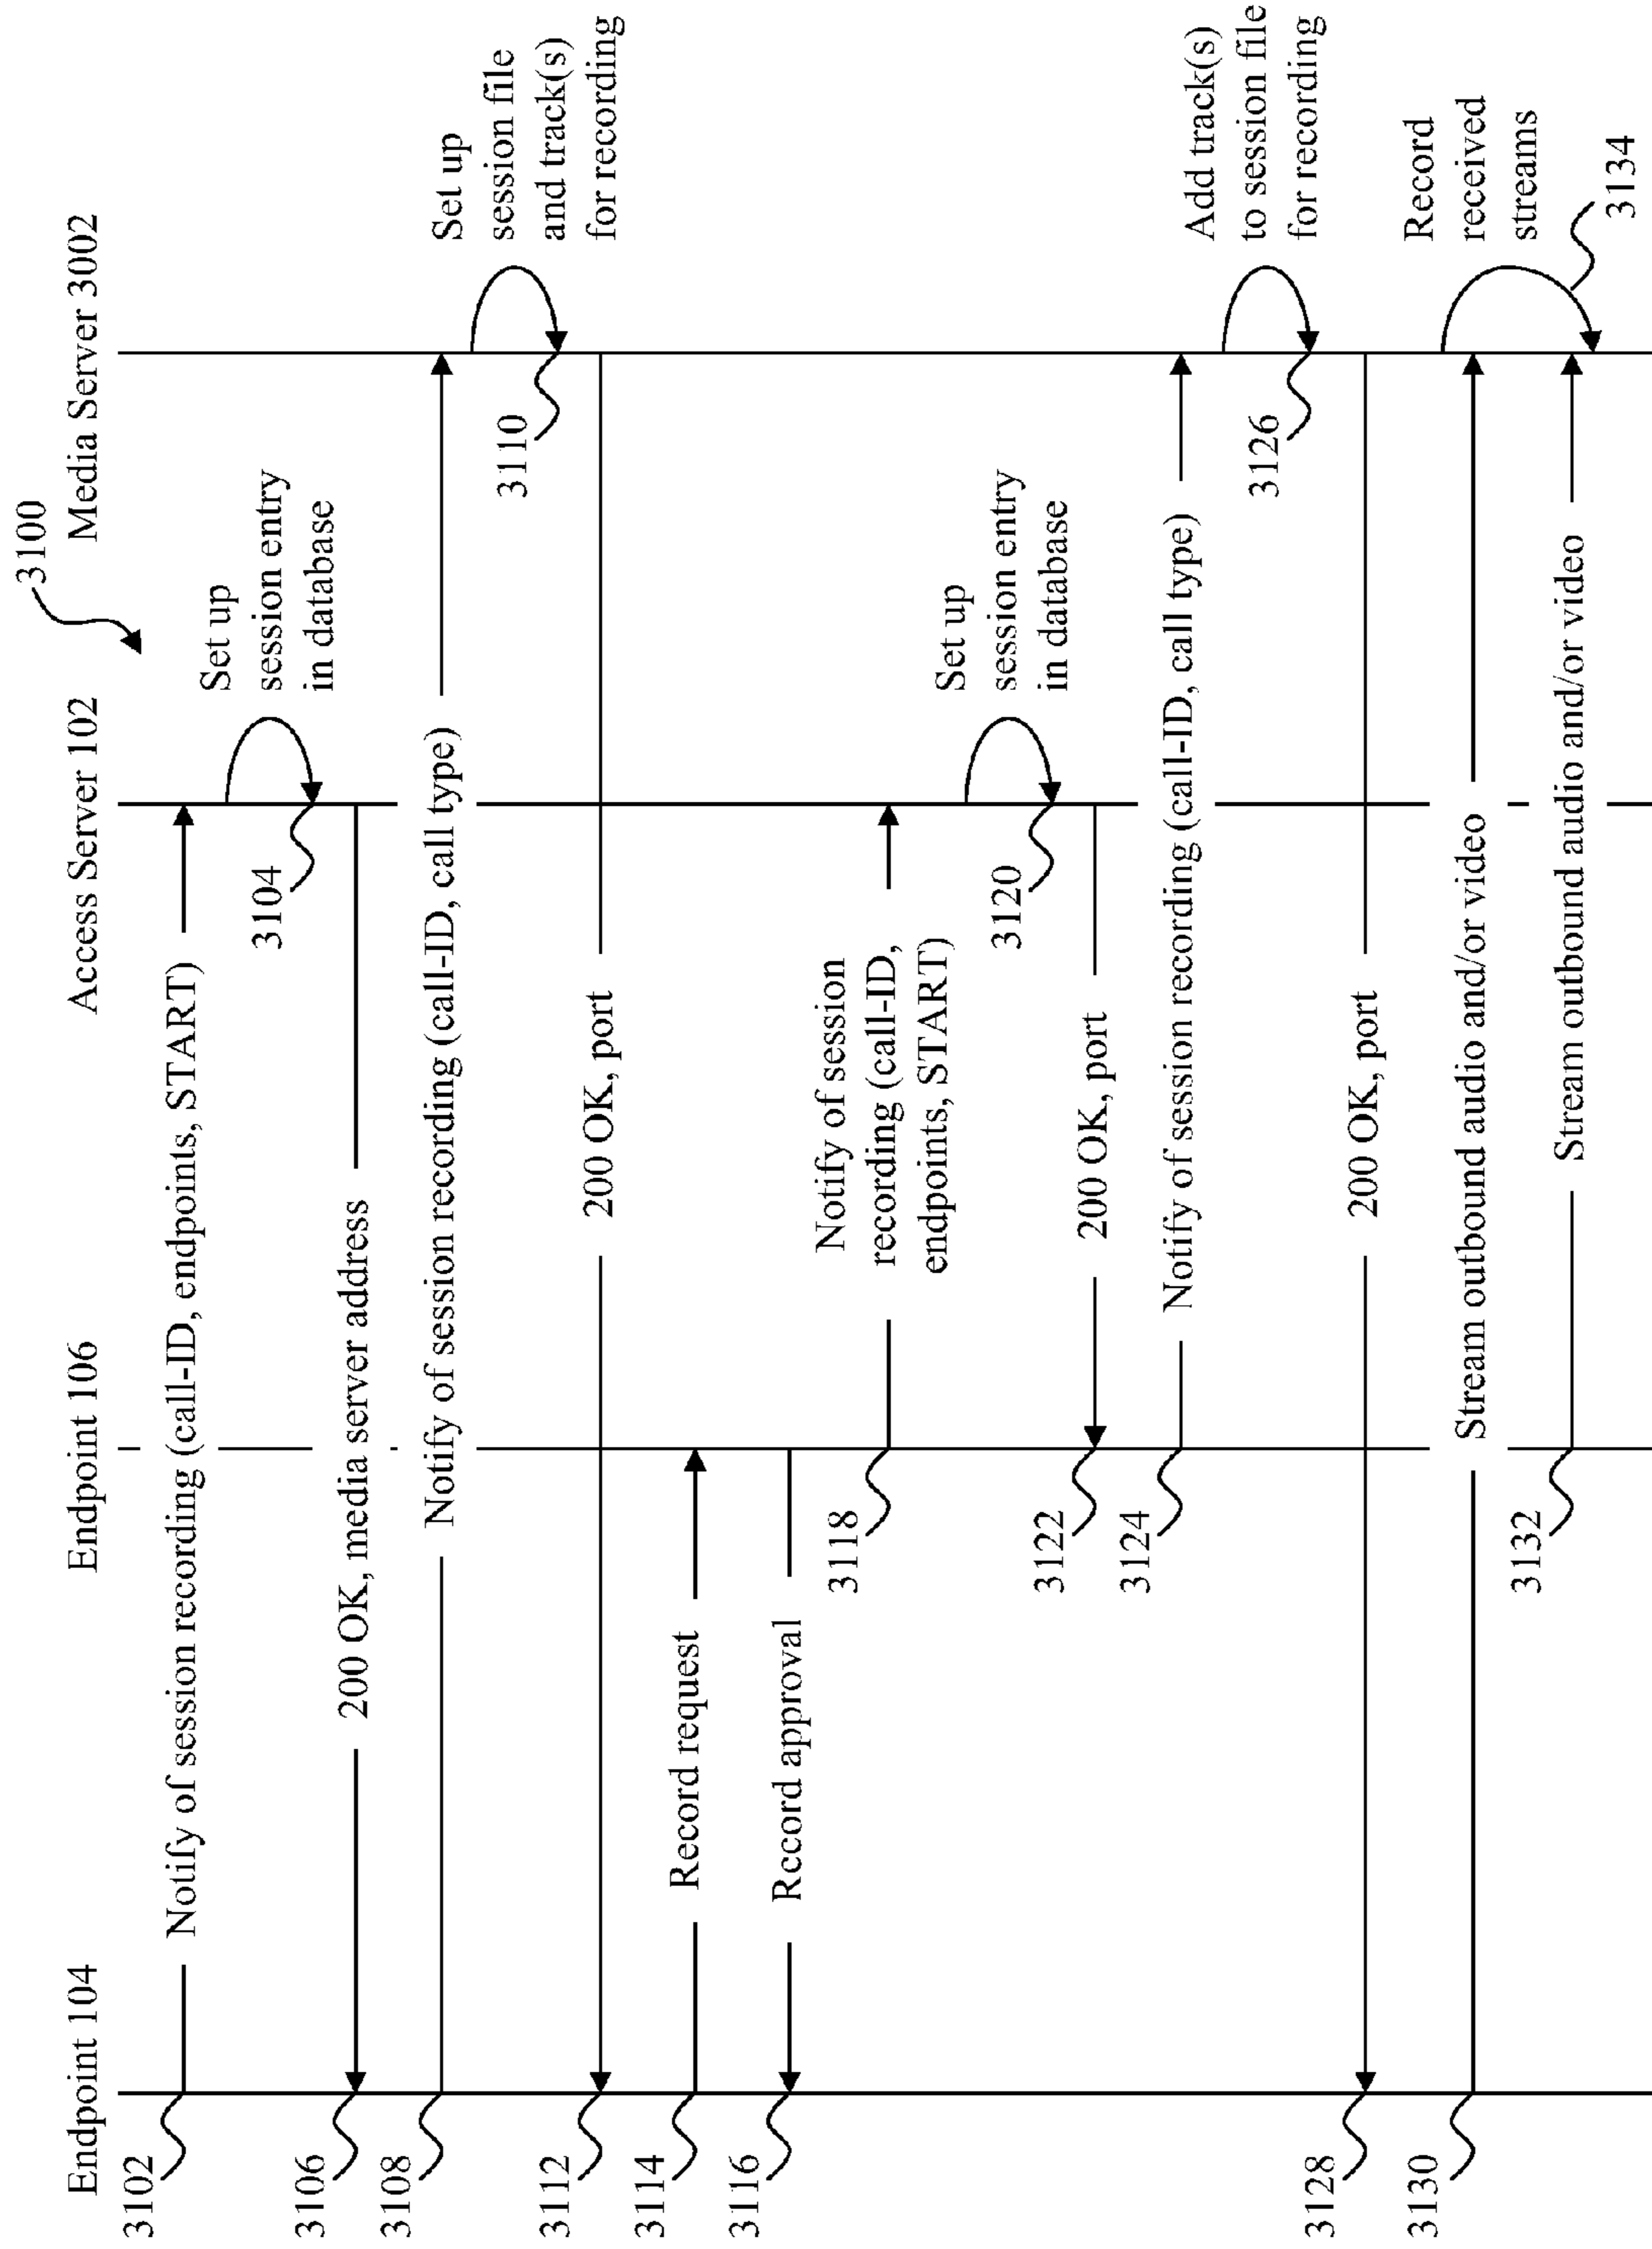 3100
Endpoint 104
Endpoint 106
Access Server 102
Media Server 3002
3102
Notify of session recording (call-ID, endpoints, START)
Set up
session entry
in database
3104
3106
200 OK, media server address
3108
Notify of session recording (call-ID, call type)
Set up
session file
and track(s)
for recording
3110
3112
200 OK, port
3114
Record request
3116
Record approval
3118
Notify of session
recording (call-ID,
endpoints, START)
Set up
session entry
in database
3120
3122
200 OK, port
3124
Notify of session recording (call-ID, call type)
Add track(s)
to session file
for recording
3126
3128
200 OK, port
3130
Stream outbound audio and/or video
Record
received
streams
3132
Stream outbound audio and/or video
3134